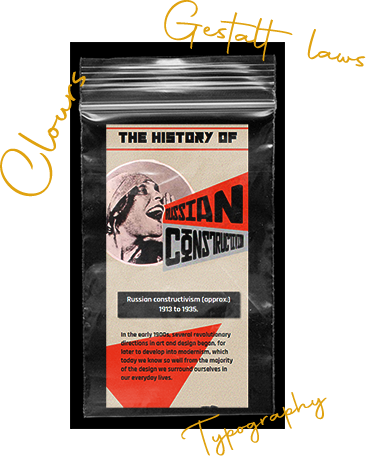 Gestalt laws
Clours
THE HISTORY OF
RUSSIAN
CONSTRUCTION
Russian constructivism (approx.)
1913 to 1935.
In the early 1900s, several revolutionary
directions in art and design began, for
later to develop into modernism, which
today we know so well from the majority
of the design we surround ourselves in
our everyday lives.
Typography